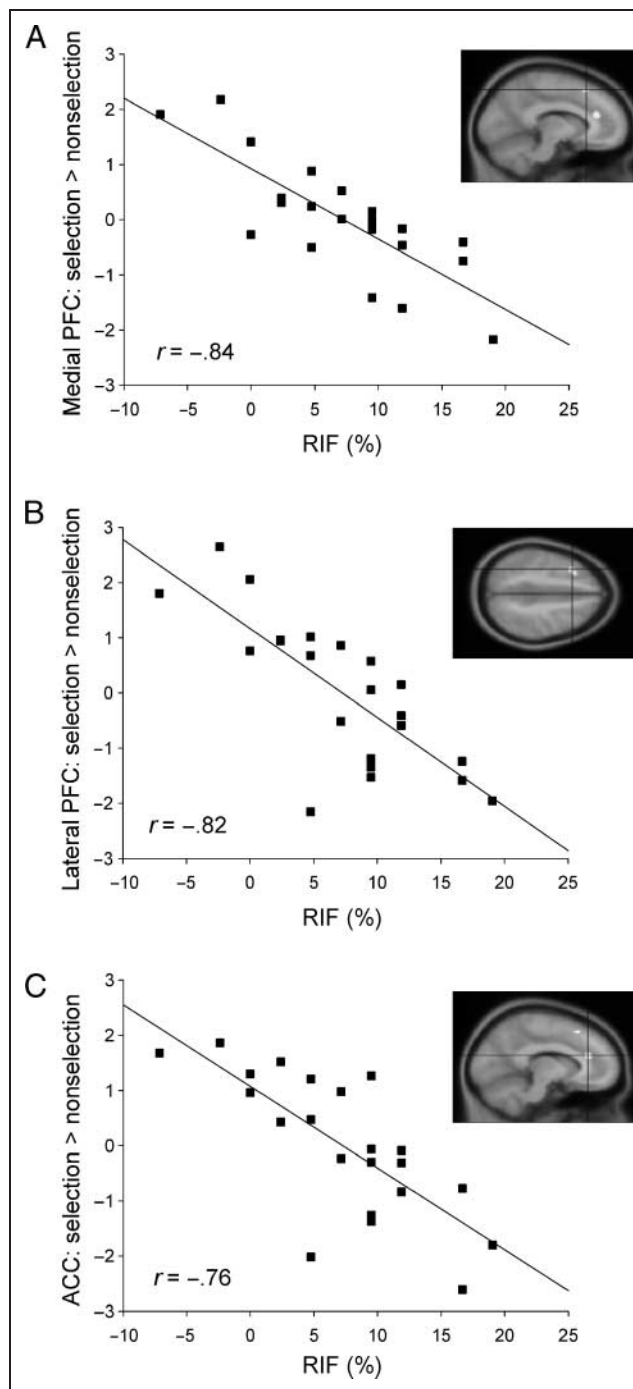 A
Medial PFC: selection > nonselection
3
2
1
0
−1
−2
−3
r = −.84
−10 −5 0 5 10 15 20 25
RIF (%)
B
Lateral PFC: selection > nonselection
3
2
1
0
−1
−2
−3
r = −.82
−10 −5 0 5 10 15 20 25
RIF (%)
C
ACC: selection > nonselection
3
2
1
0
−1
−2
−3
r = −.76
−10 −5 0 5 10 15 20 25
RIF (%)